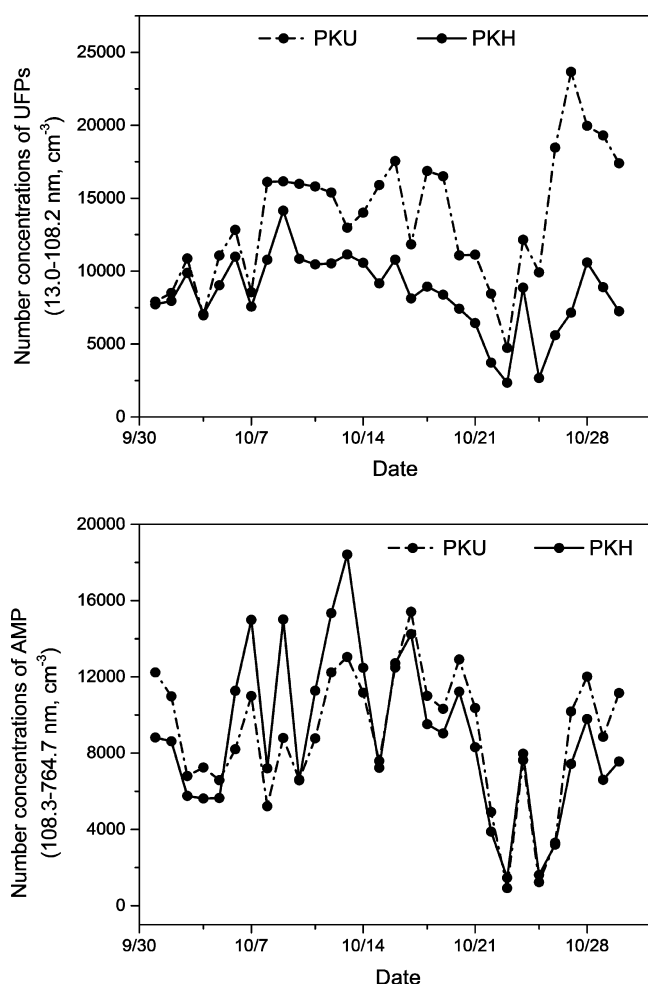 PKU PKH
Number concentrations of UFPs
(13.0-108.2 nm, cm⁻³)
25000
20000
15000
10000
5000
0
9/30 10/7 10/14 10/21 10/28
Date
PKU PKH
Number concentrations of AMP
(108.3-764.7 nm, cm⁻³)
20000
16000
12000
8000
4000
0
9/30 10/7 10/14 10/21 10/28
Date